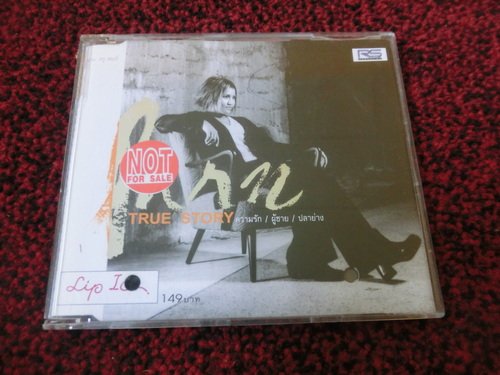 RS
NOT
FOR SALE
TRUE STORY ความรัก / ผู้ชาย / ปลาย่าง
Lip
149 บาท